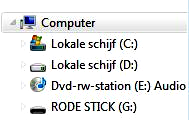 Computer
Lokale schijf (C:)
Lokale schijf (D:)
Dvd-rw-station (E:) Audio
RODE STICK (G:)